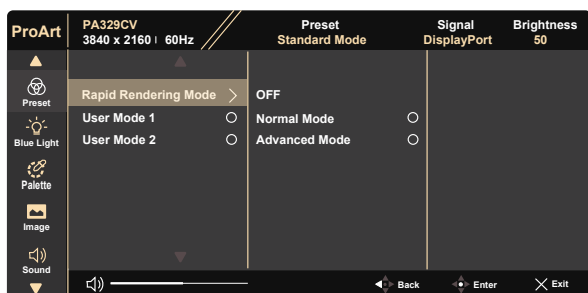 ProArt
PA329CV
3840 x 2160 | 60Hz
Preset
Standard Mode
Signal
DisplayPort
Brightness
50
Preset
Blue Light
Palette
Image
Sound
Rapid Rendering Mode
User Mode 1
User Mode 2
OFF
Normal Mode
Advanced Mode
Back
Enter
Exit